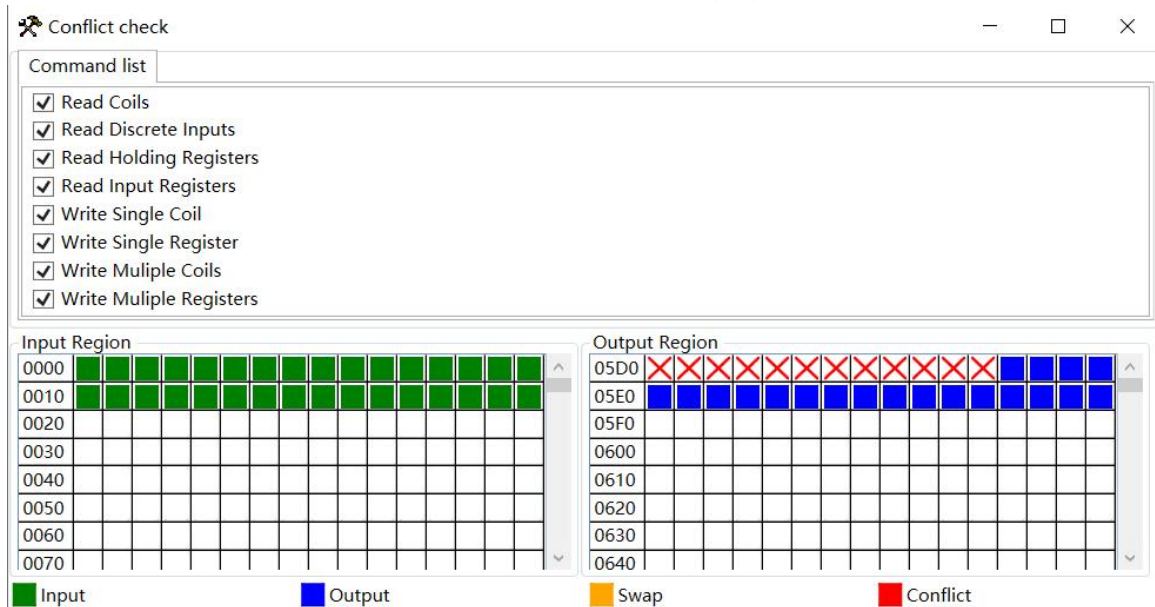 Conflict check
Command list
Read Coils
Read Discrete Inputs
Read Holding Registers
Read Input Registers
Write Single Coil
Write Single Register
Write Muliple Coils
Write Muliple Registers
Input Region
0000
0010
0020
0030
0040
0050
0060
0070
Output Region
05D0
05E0
05F0
0600
0610
0620
0630
0640
Input Output Swap Conflict